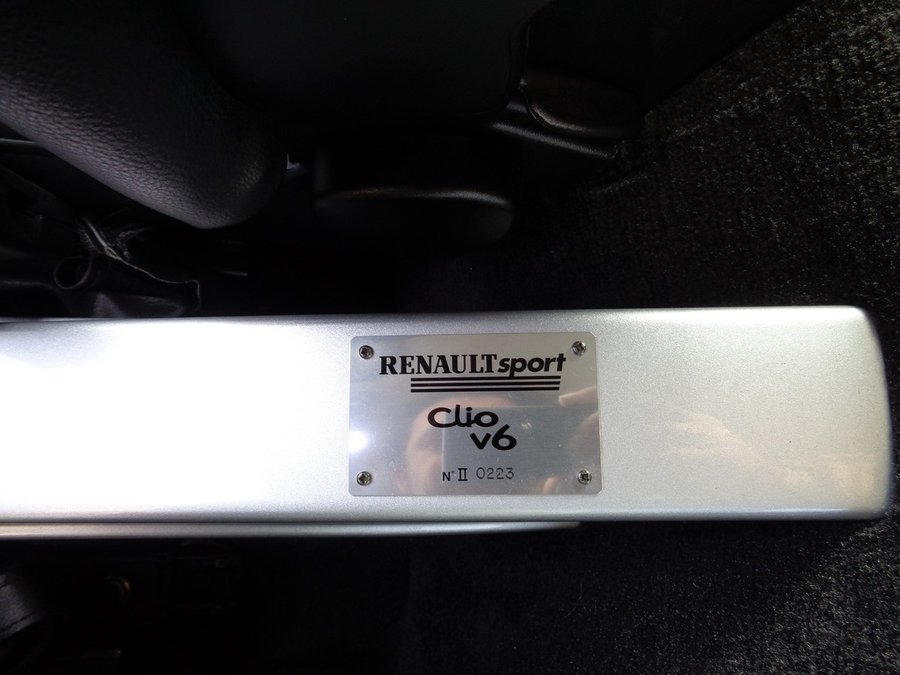 RENAULTsport
Clio
v6
N° II 0223